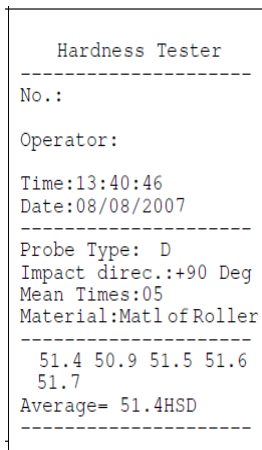 Hardness Tester
---------------------
No.:
Operator:
Time:13:40:46
Date:08/08/2007
---------------------
Probe Type: D
Impact direc.:+90 Deg
Mean Times:05
Material:Matl of Roller
---------------------
51.4 50.9 51.5 51.6
51.7
Average= 51.4HSD
---------------------